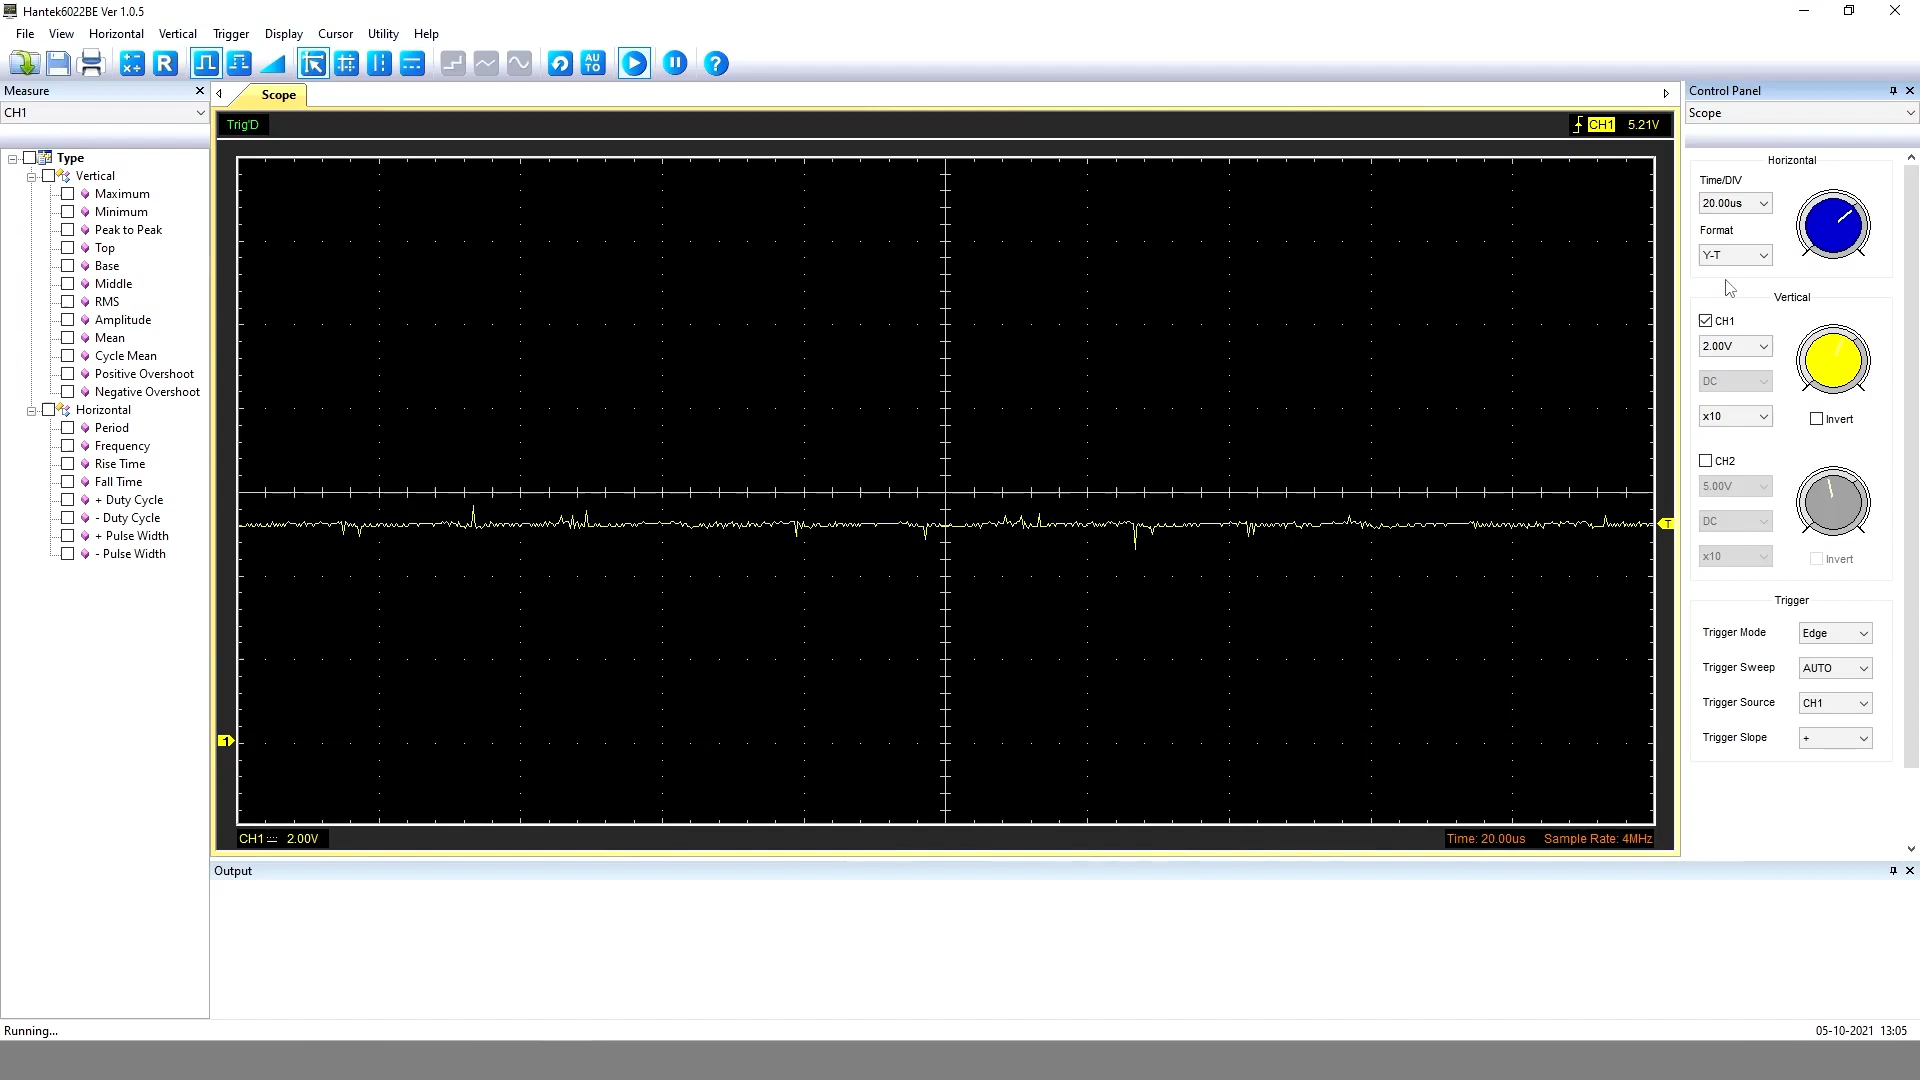 Hantek6022BE Ver 1.0.5
File View Horizontal Vertical Trigger Display Cursor Utility Help
R AUTO ?
Measure
CH1
Type
Vertical
Maximum
Minimum
Peak to Peak
Top
Base
Middle
RMS
Amplitude
Mean
Cycle Mean
Positive Overshoot
Negative Overshoot
Horizontal
Period
Frequency
Rise Time
Fall Time
+ Duty Cycle
- Duty Cycle
+ Pulse Width
- Pulse Width
Scope
Trig'D
CH1 5.21V
T
1
CH1 2.00V
Time: 20.00us Sample Rate: 4MHz
Control Panel
Scope
Horizontal
Time/DIV
20.00us
Format
Y-T
Vertical
CH1
2.00V
DC
x10
Invert
CH2
5.00V
DC
x10
Invert
Trigger
Trigger Mode Edge
Trigger Sweep AUTO
Trigger Source CH1
Trigger Slope +
Output
Running...
05-10-2021 13:05